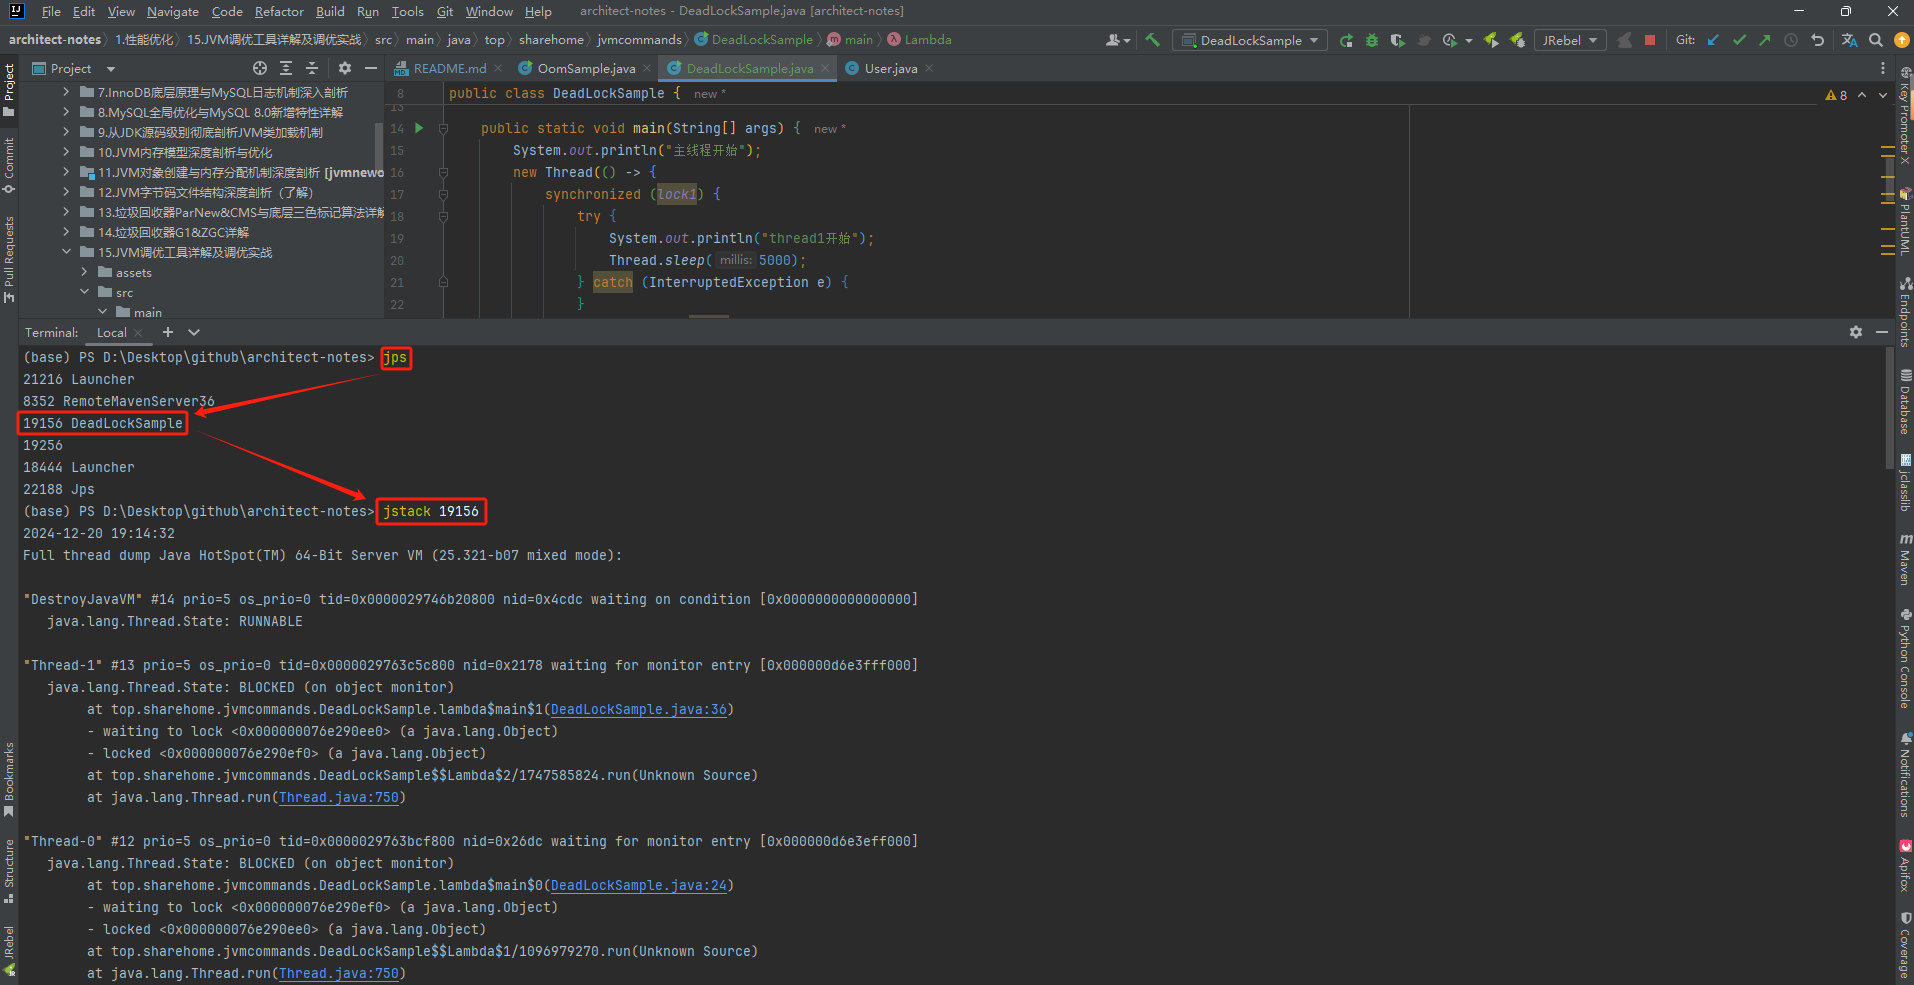 File Edit View Navigate Code Refactor Build Run Tools Git Window Help architect-notes - DeadLockSample.java [architect-notes]
architect-notes 1.性能优化 15.JVM调优工具详解及调优实战 src main java top sharehome jvmcommands DeadLockSample main Lambda DeadLockSample JRebel Git:
Project README.md OomSample.java DeadLockSample.java User.java
7.InnoDB底层原理与MySQL日志机制深入剖析
8.MySQL全局优化与MySQL 8.0新增特性详解
9.从JDK源码级别彻底剖析JVM类加载机制
10.JVM内存模型深度剖析与优化
11.JVM对象创建与内存分配机制深度剖析 [jvmnewo
12.JVM字节码文件结构深度剖析（了解）
13.垃圾回收器ParNew&CMS与底层三色标记算法详解
14.垃圾回收器G1&ZGC详解
15.JVM调优工具详解及调优实战
assets
src
main
8 public class DeadLockSample { new *
8
13
14 public static void main(String[] args) { new *
15 System.out.println("主线程开始");
16 new Thread(() -> {
17 synchronized (lock1) {
18 try {
19 System.out.println("thread1开始");
20 Thread.sleep( millis: 5000);
21 } catch (InterruptedException e) {
22 }
Terminal: Local
(base) PS D:\Desktop\github\architect-notes> jps
21216 Launcher
8352 RemoteMavenServer36
19156 DeadLockSample
19256
18444 Launcher
22188 Jps
(base) PS D:\Desktop\github\architect-notes> jstack 19156
2024-12-20 19:14:32
Full thread dump Java HotSpot(TM) 64-Bit Server VM (25.321-b07 mixed mode):
"DestroyJavaVM" #14 prio=5 os_prio=0 tid=0x0000029746b20800 nid=0x4cdc waiting on condition [0x0000000000000000]
java.lang.Thread.State: RUNNABLE
"Thread-1" #13 prio=5 os_prio=0 tid=0x0000029763c5c800 nid=0x2178 waiting for monitor entry [0x000000d6e3fff000]
java.lang.Thread.State: BLOCKED (on object monitor)
at top.sharehome.jvmcommands.DeadLockSample.lambda$main$1(DeadLockSample.java:36)
- waiting to lock <0x000000076e290ee0> (a java.lang.Object)
- locked <0x000000076e290ef0> (a java.lang.Object)
at top.sharehome.jvmcommands.DeadLockSample$$Lambda$2/1747585824.run(Unknown Source)
at java.lang.Thread.run(Thread.java:750)
"Thread-0" #12 prio=5 os_prio=0 tid=0x0000029763bcf800 nid=0x26dc waiting for monitor entry [0x000000d6e3eff000]
java.lang.Thread.State: BLOCKED (on object monitor)
at top.sharehome.jvmcommands.DeadLockSample.lambda$main$0(DeadLockSample.java:24)
- waiting to lock <0x000000076e290ef0> (a java.lang.Object)
- locked <0x000000076e290ee0> (a java.lang.Object)
at top.sharehome.jvmcommands.DeadLockSample$$Lambda$1/1096979270.run(Unknown Source)
at java.lang.Thread.run(Thread.java:750)
Project
Commit
Pull Requests
Bookmarks
Structure
JRebel
Key Promoter X
PlantUML
Endpoints
Database
jclasslib
Maven
Python Console
Notifications
Apifox
Coverage